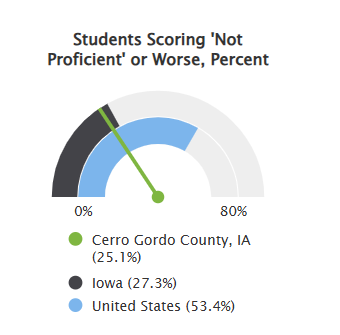 Students Scoring 'Not
Proficient' or Worse, Percent
0%
80%
Cerro Gordo County, IA
(25.1%)
Iowa (27.3%)
United States (53.4%)